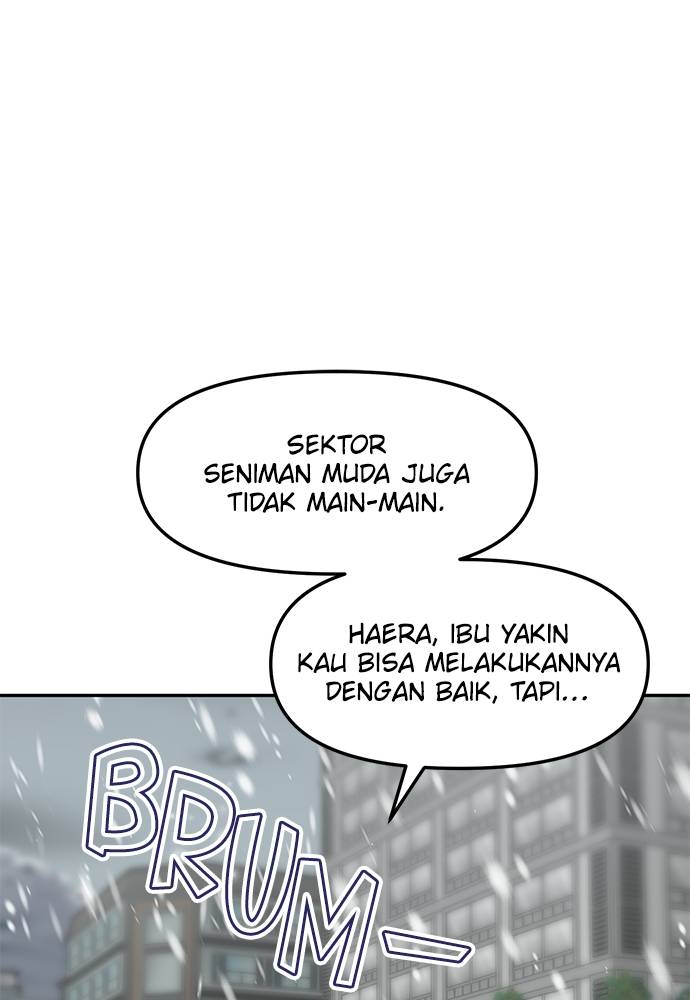 SEKTOR
SENIMAN MUDA JUGA
TIDAK MAIN-MAIN.
HAERA, IBU YAKIN
KAU BISA MELAKUKANNYA
DENGAN BAIK, TAPI...
BRUM—